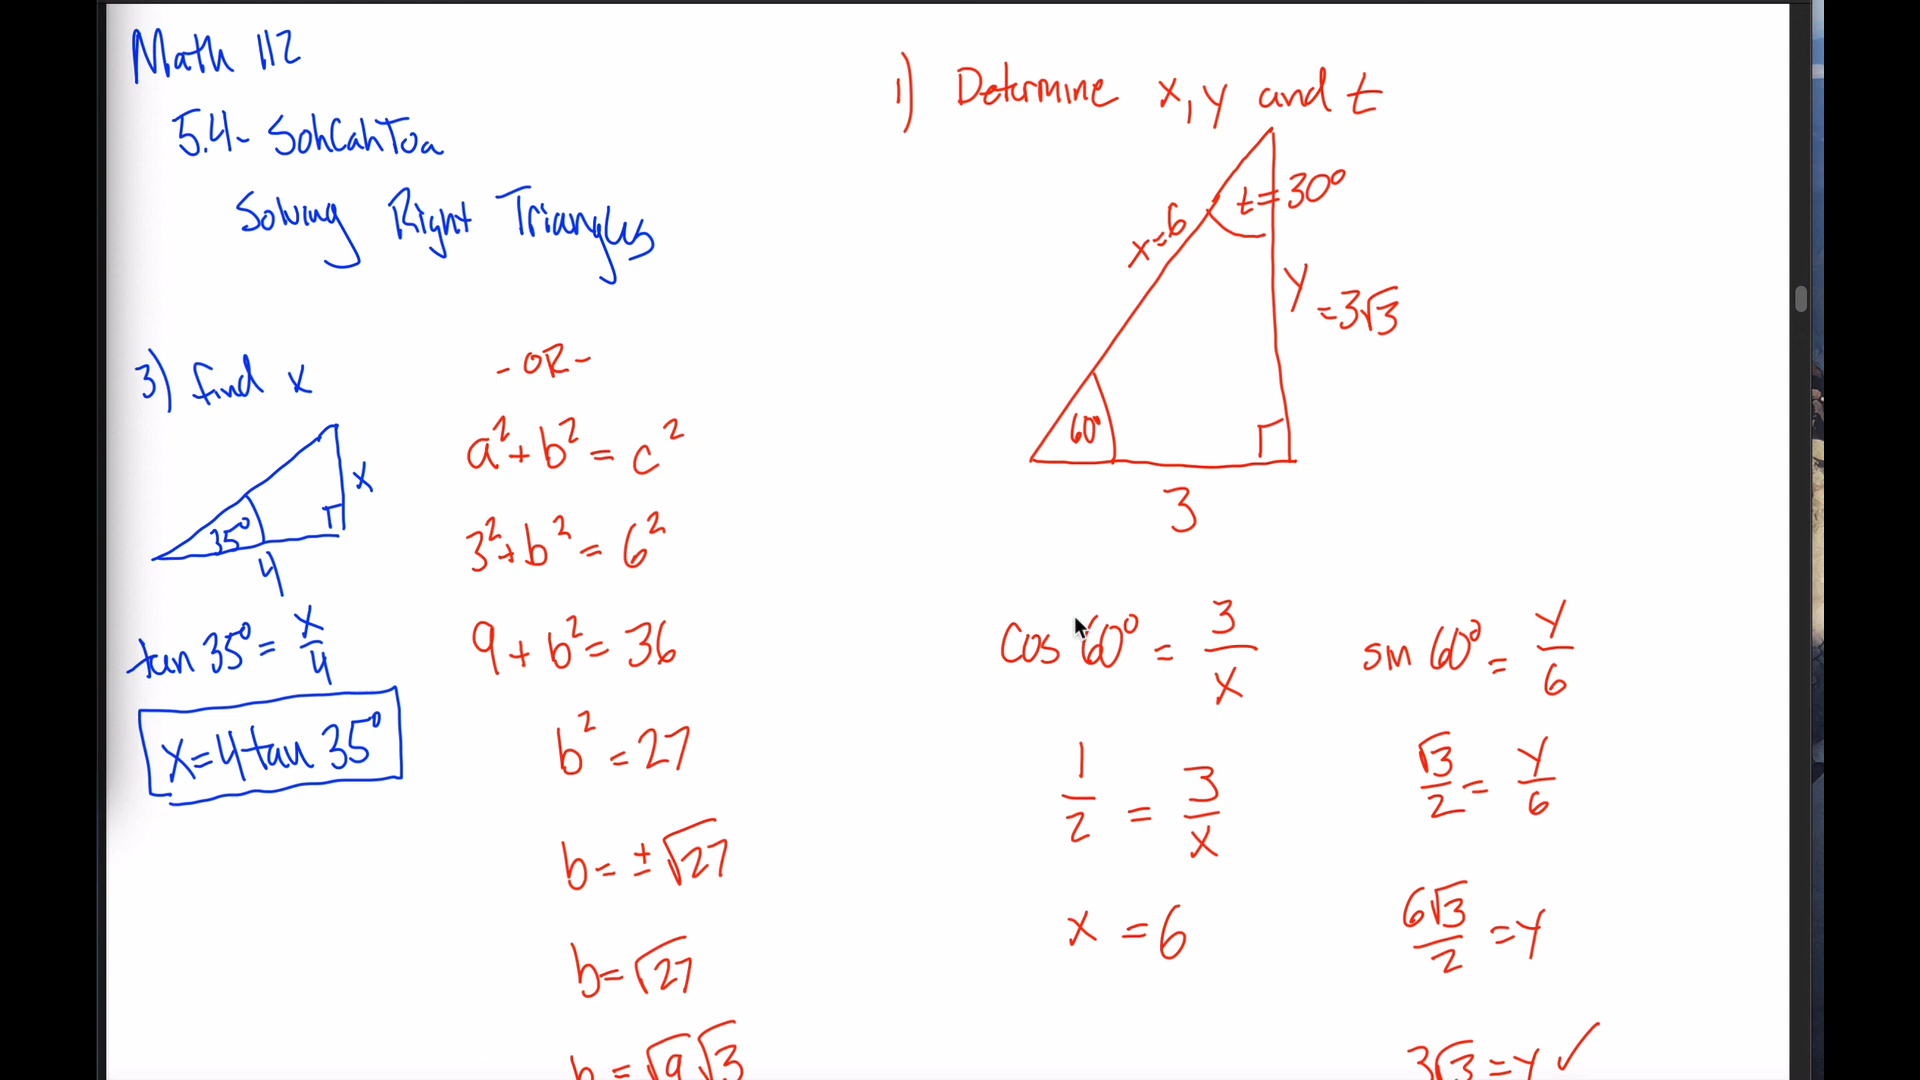 Math 112
5.4- SohCahToa
Solving Right Triangles
3) find x
35°
x
4
tan 35° = x/4
x = 4 tan 35°
- OR -
a² + b² = c²
3² + b² = 6²
9 + b² = 36
b² = 27
b = ± √27
b = √27
b = √9 √3
1) Determine x, y and t
t = 30°
x = 6
y = 3√3
60°
3
cos 60° = 3/x
1/2 = 3/x
x = 6
sin 60° = y/6
√3/2 = y/6
6√3/2 = y
3√3 = y ✓